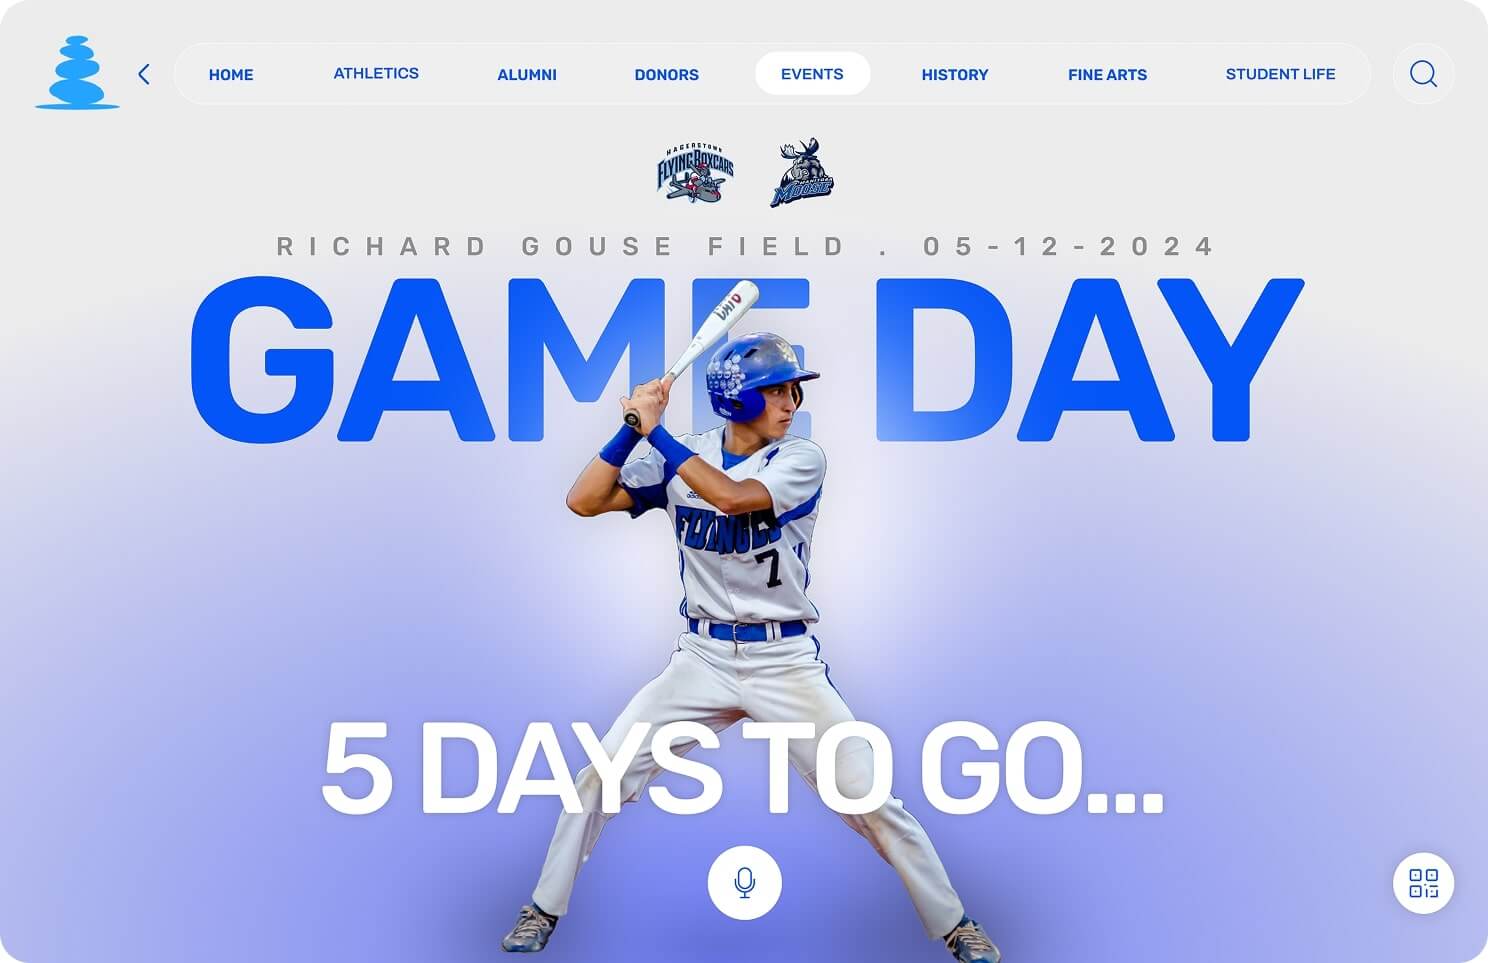 HOME ATHLETICS ALUMNI DONORS EVENTS HISTORY FINE ARTS STUDENT LIFE
HAGERSTOWN
FLYING BOXCARS
MOOSE
RICHARD GOUSE FIELD . 05-12-2024
GAME DAY
adidas
7
5 DAYS TO GO...